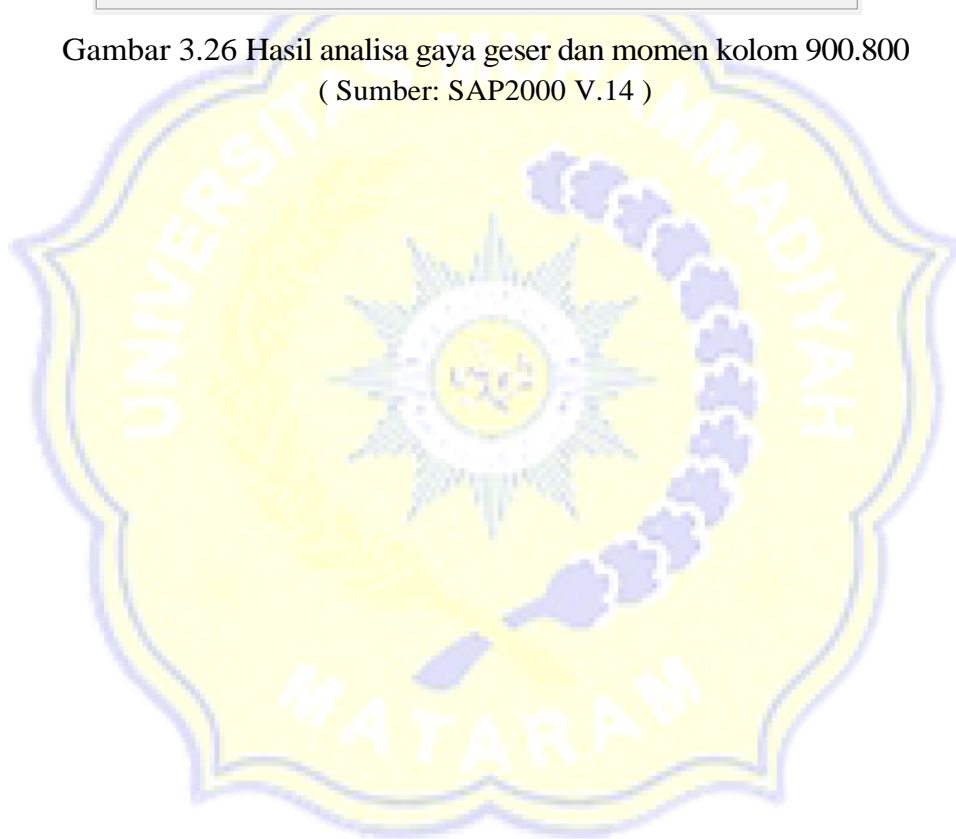 Gambar 3.26 Hasil analisa gaya geser dan momen kolom 900.800
( Sumber: SAP2000 V.14 )
UNIVERSITAS MUHAMMADIYAH
MATARAM